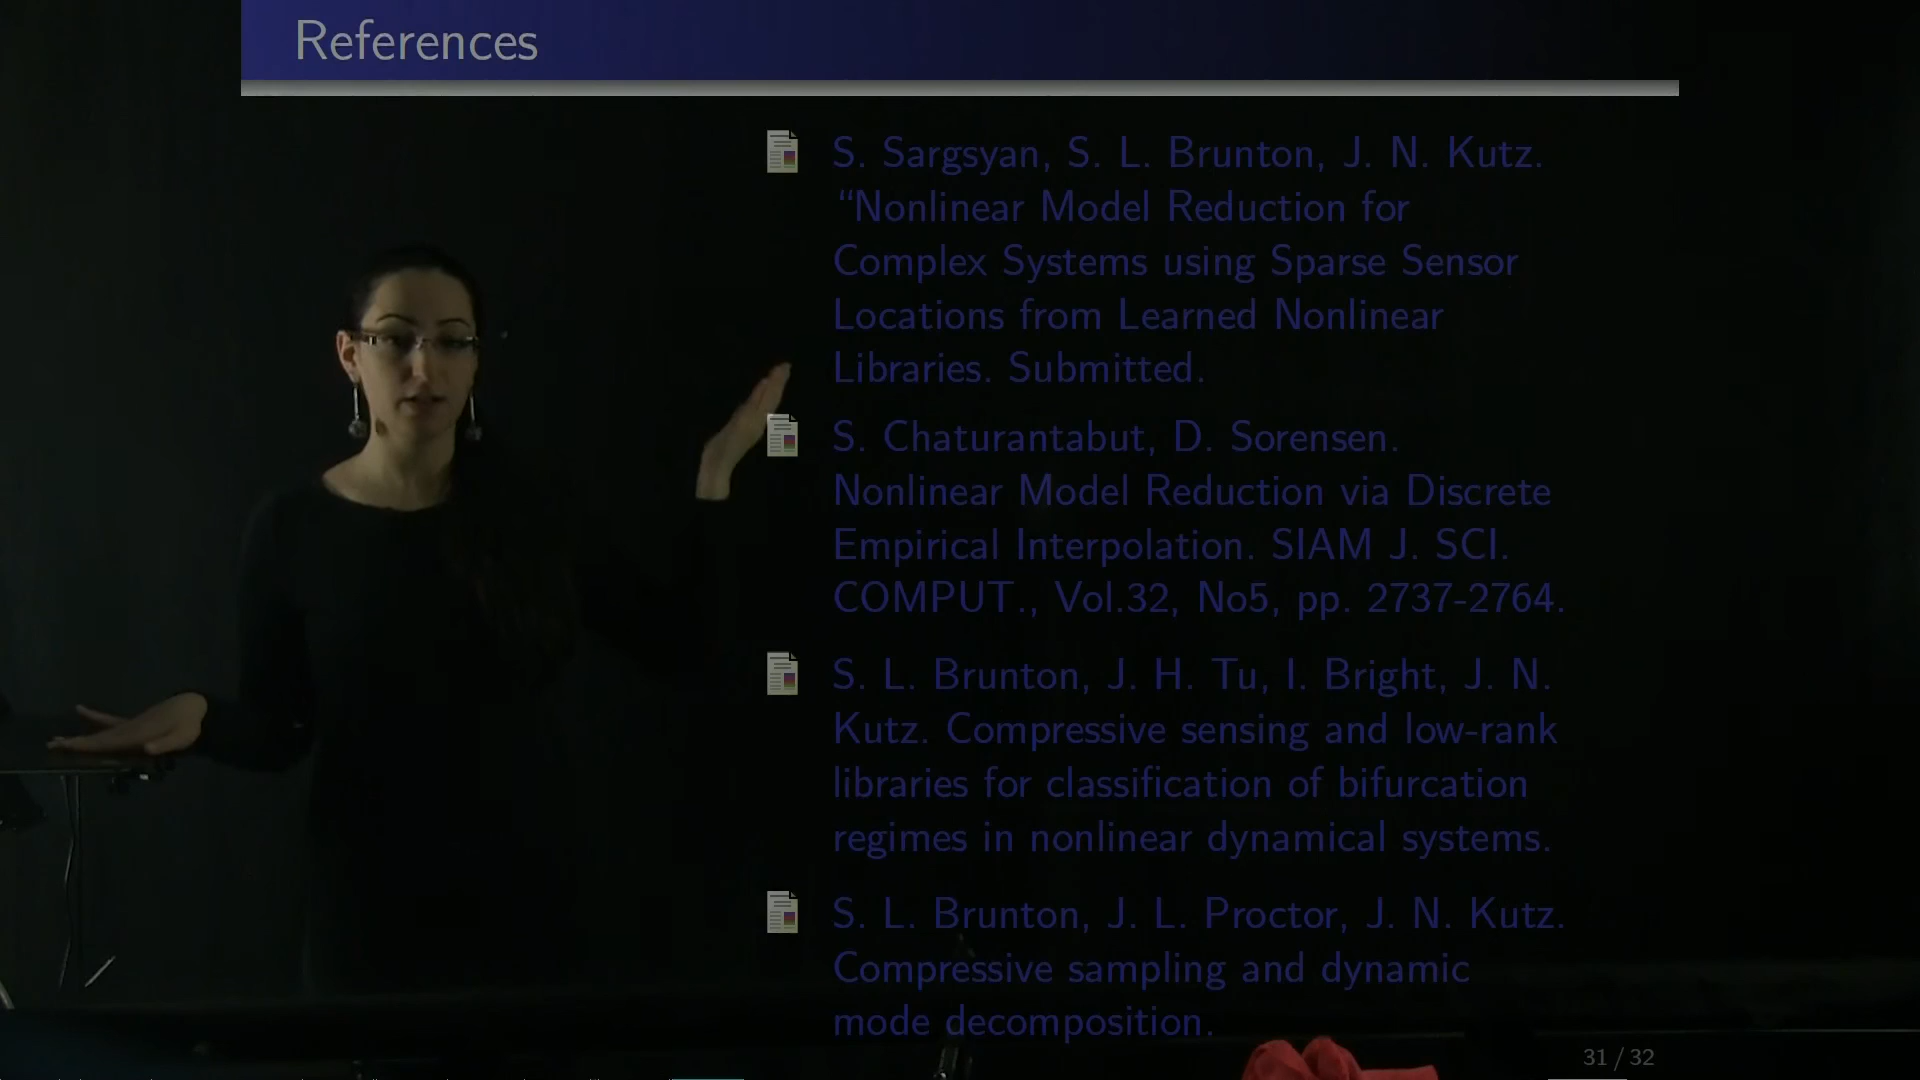 References
S. Sargsyan, S. L. Brunton, J. N. Kutz.
“Nonlinear Model Reduction for
Complex Systems using Sparse Sensor
Locations from Learned Nonlinear
Libraries. Submitted.
S. Chaturantabut, D. Sorensen.
Nonlinear Model Reduction via Discrete
Empirical Interpolation. SIAM J. SCI.
COMPUT., Vol.32, No5, pp. 2737-2764.
S. L. Brunton, J. H. Tu, I. Bright, J. N.
Kutz. Compressive sensing and low-rank
libraries for classification of bifurcation
regimes in nonlinear dynamical systems.
S. L. Brunton, J. L. Proctor, J. N. Kutz.
Compressive sampling and dynamic
mode decomposition.
31 / 32